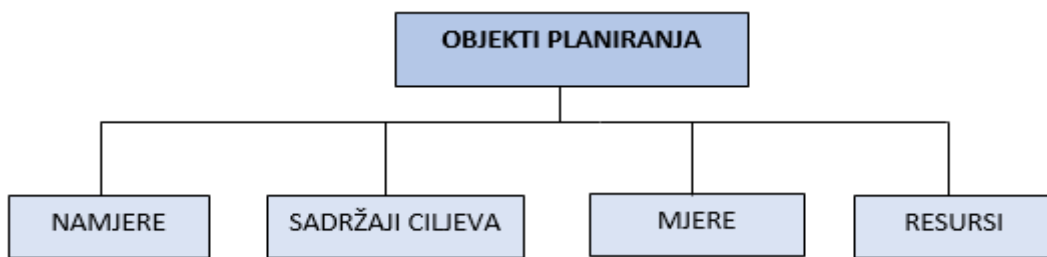 OBJEKTI PLANIRANJA
NAMJERE
SADRŽAJI CILJEVA
MJERE
RESURSI